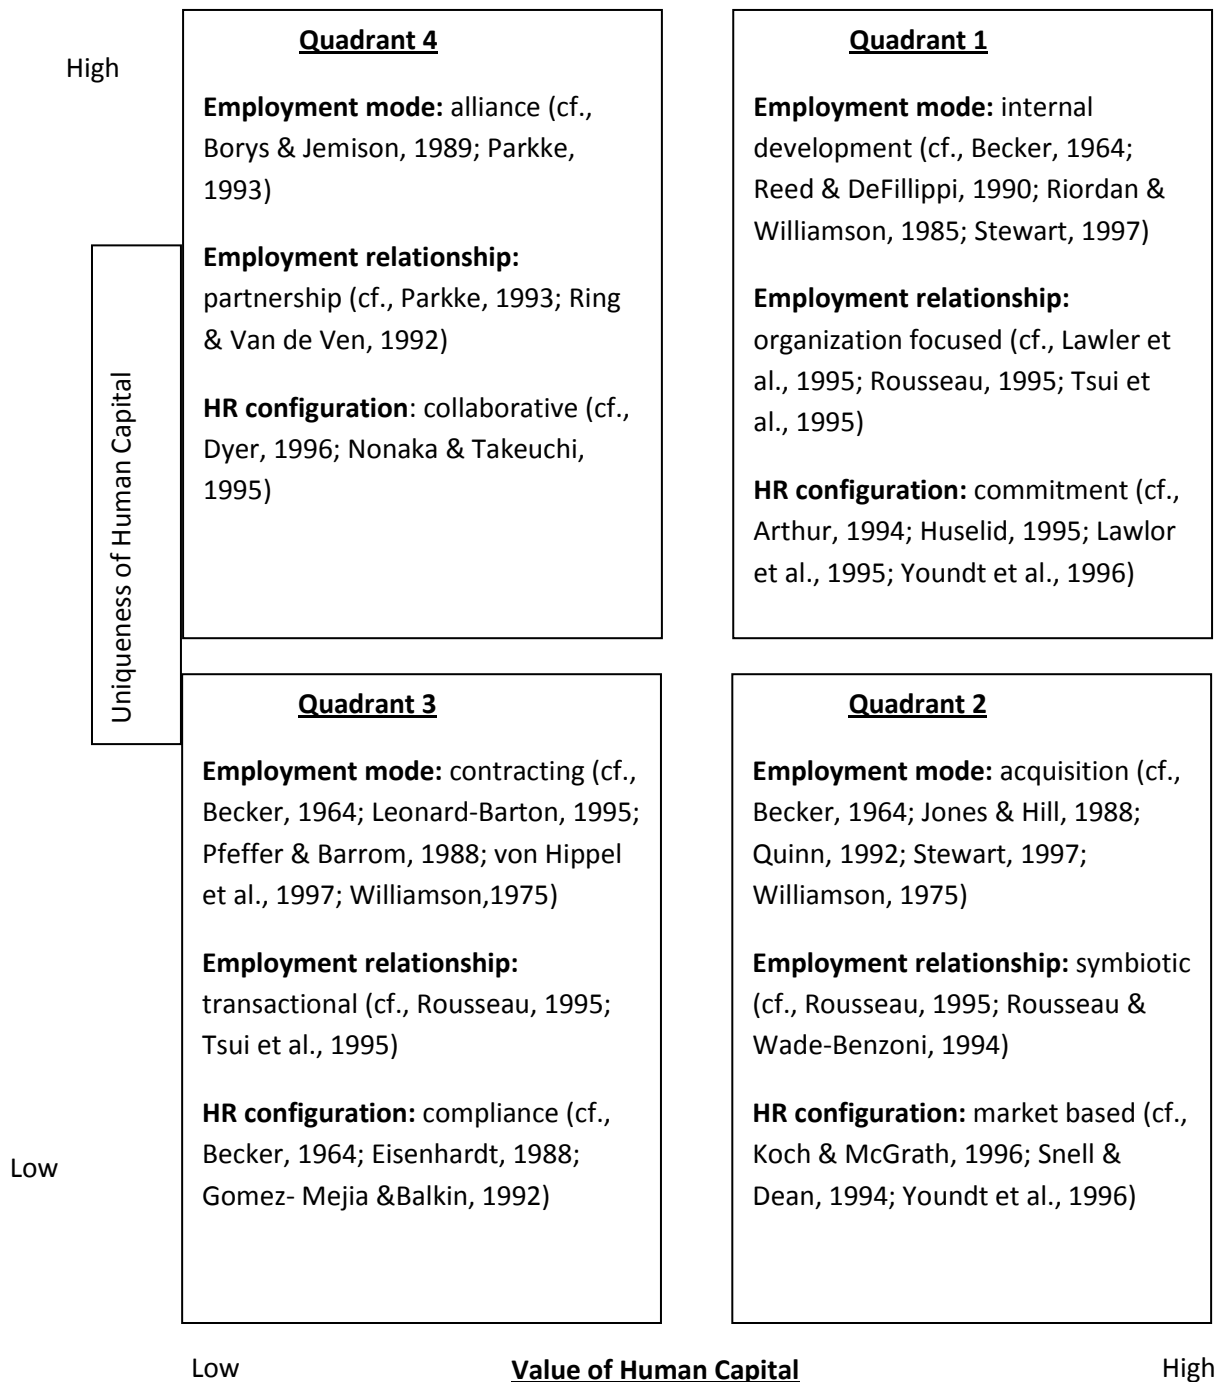 High
Quadrant 4
Employment mode: alliance (cf.,
Borys & Jemison, 1989; Parkke,
1993)
Employment relationship:
partnership (cf., Parkke, 1993; Ring
& Van de Ven, 1992)
HR configuration: collaborative (cf.,
Dyer, 1996; Nonaka & Takeuchi,
1995)
Quadrant 1
Employment mode: internal
development (cf., Becker, 1964;
Reed & DeFillippi, 1990; Riordan &
Williamson, 1985; Stewart, 1997)
Employment relationship:
organization focused (cf., Lawler et
al., 1995; Rousseau, 1995; Tsui et
al., 1995)
HR configuration: commitment (cf.,
Arthur, 1994; Huselid, 1995; Lawlor
et al., 1995; Youndt et al., 1996)
Uniqueness of Human Capital
Quadrant 3
Employment mode: contracting (cf.,
Becker, 1964; Leonard-Barton, 1995;
Pfeffer & Barrom, 1988; von Hippel
et al., 1997; Williamson,1975)
Employment relationship:
transactional (cf., Rousseau, 1995;
Tsui et al., 1995)
HR configuration: compliance (cf.,
Becker, 1964; Eisenhardt, 1988;
Gomez- Mejia &Balkin, 1992)
Quadrant 2
Employment mode: acquisition (cf.,
Becker, 1964; Jones & Hill, 1988;
Quinn, 1992; Stewart, 1997;
Williamson, 1975)
Employment relationship: symbiotic
(cf., Rousseau, 1995; Rousseau &
Wade-Benzoni, 1994)
HR configuration: market based (cf.,
Koch & McGrath, 1996; Snell &
Dean, 1994; Youndt et al., 1996)
Low
Low
Value of Human Capital
High